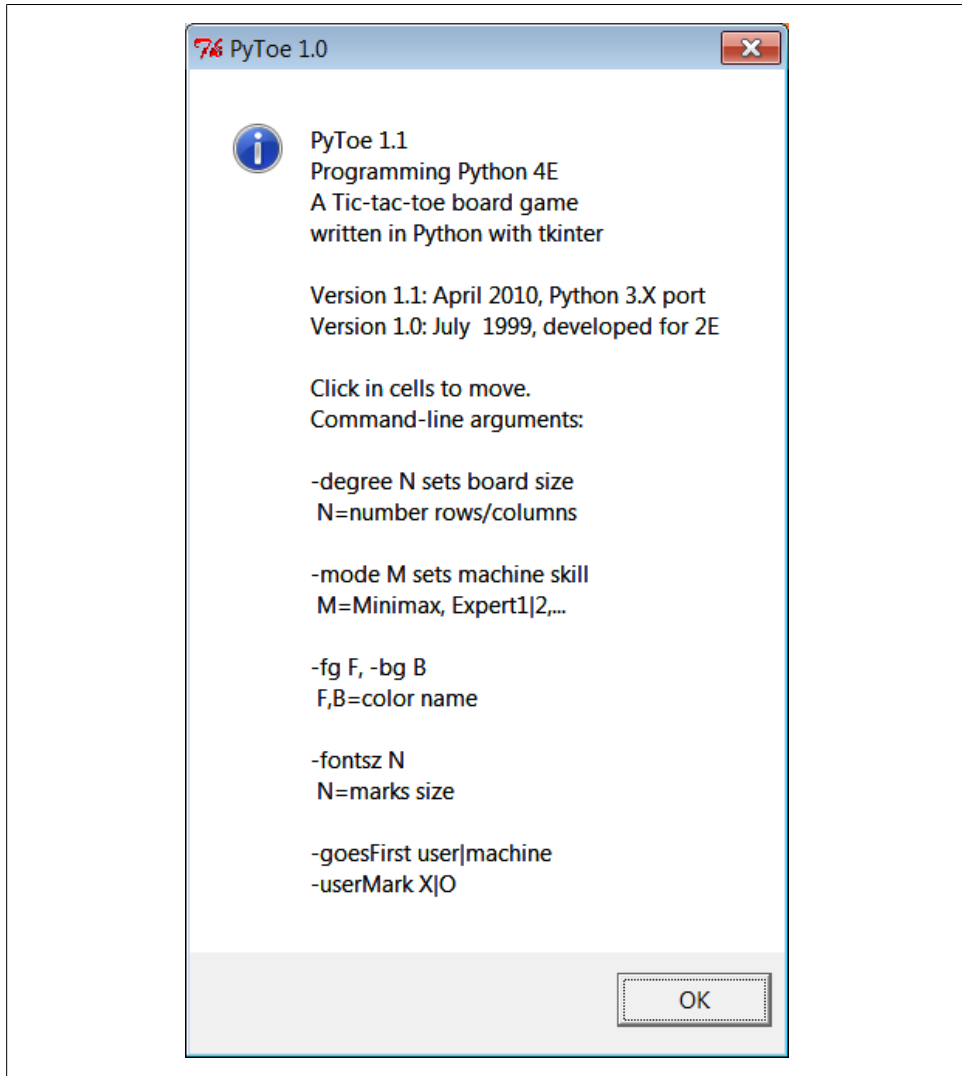 PyToe 1.0
PyToe 1.1
Programming Python 4E
A Tic-tac-toe board game
written in Python with tkinter
Version 1.1: April 2010, Python 3.X port
Version 1.0: July  1999, developed for 2E
Click in cells to move.
Command-line arguments:
-degree N sets board size
N=number rows/columns
-mode M sets machine skill
M=Minimax, Expert1|2,...
-fg F, -bg B
F,B=color name
-fontsz N
N=marks size
-goesFirst user|machine
-userMark X|O
OK